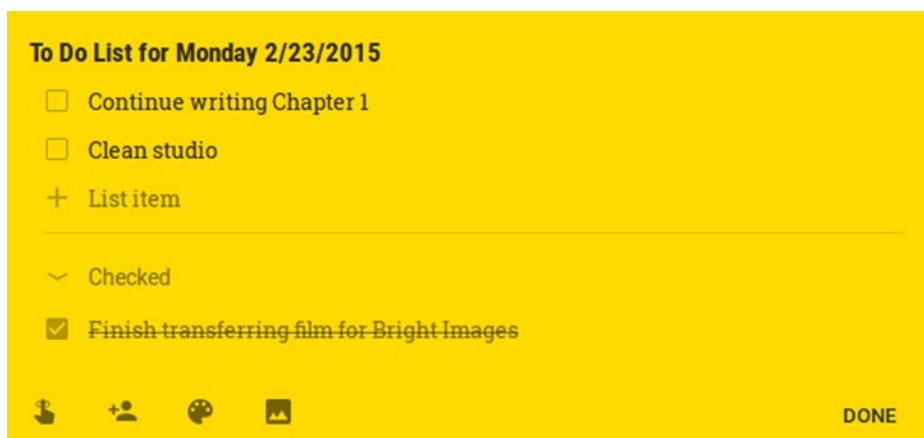 To Do List for Monday 2/23/2015
Continue writing Chapter 1
Clean studio
List item
Checked
Finish transferring film for Bright Images
DONE